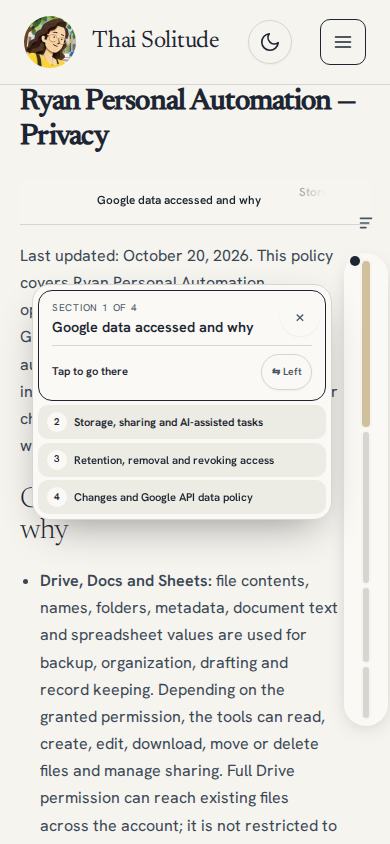 Thai Solitude
Ryan Personal Automation –
Privacy
Google data accessed and why
Last updated: October 20, 2026. This policy
covers Ryan Personal Automation
SECTION 1 OF 4
Google data accessed and why
×
Tap to go there
⇆ Left
2 Storage, sharing and AI-assisted tasks
3 Retention, removal and revoking access
4 Changes and Google API data policy
why
• Drive, Docs and Sheets: file contents,
names, folders, metadata, document text
and spreadsheet values are used for
backup, organization, drafting and
record keeping. Depending on the
granted permission, the tools can read,
create, edit, download, move or delete
files and manage sharing. Full Drive
permission can reach existing files
across the account; it is not restricted to